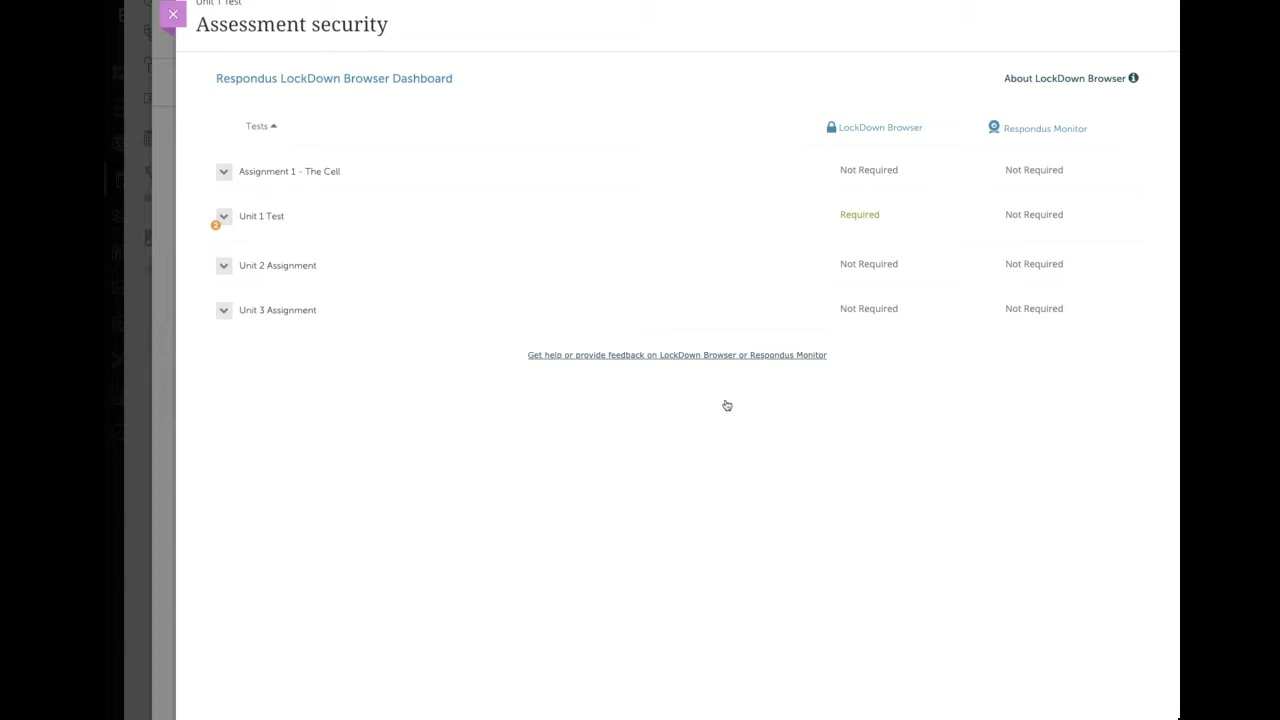 Unit 1 Test
Assessment security
Respondus LockDown Browser Dashboard
About LockDown Browser
Tests
LockDown Browser
Respondus Monitor
Assignment 1 - The Cell
Not Required
Not Required
Unit 1 Test
Required
Not Required
2
Unit 2 Assignment
Not Required
Not Required
Unit 3 Assignment
Not Required
Not Required
Get help or provide feedback on LockDown Browser or Respondus Monitor